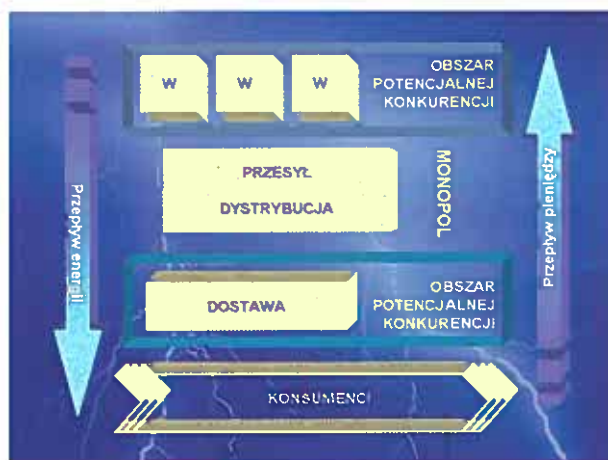 W W W
OBSZAR
POTENCJALNEJ
KONKURENCJI
PRZESYŁ
DYSTRYBUCJA
MONOPOL
Przepływ energii
Przepływ pieniędzy
DOSTAWA
OBSZAR
POTENCJALNEJ
KONKURENCJI
KONSUMENCI